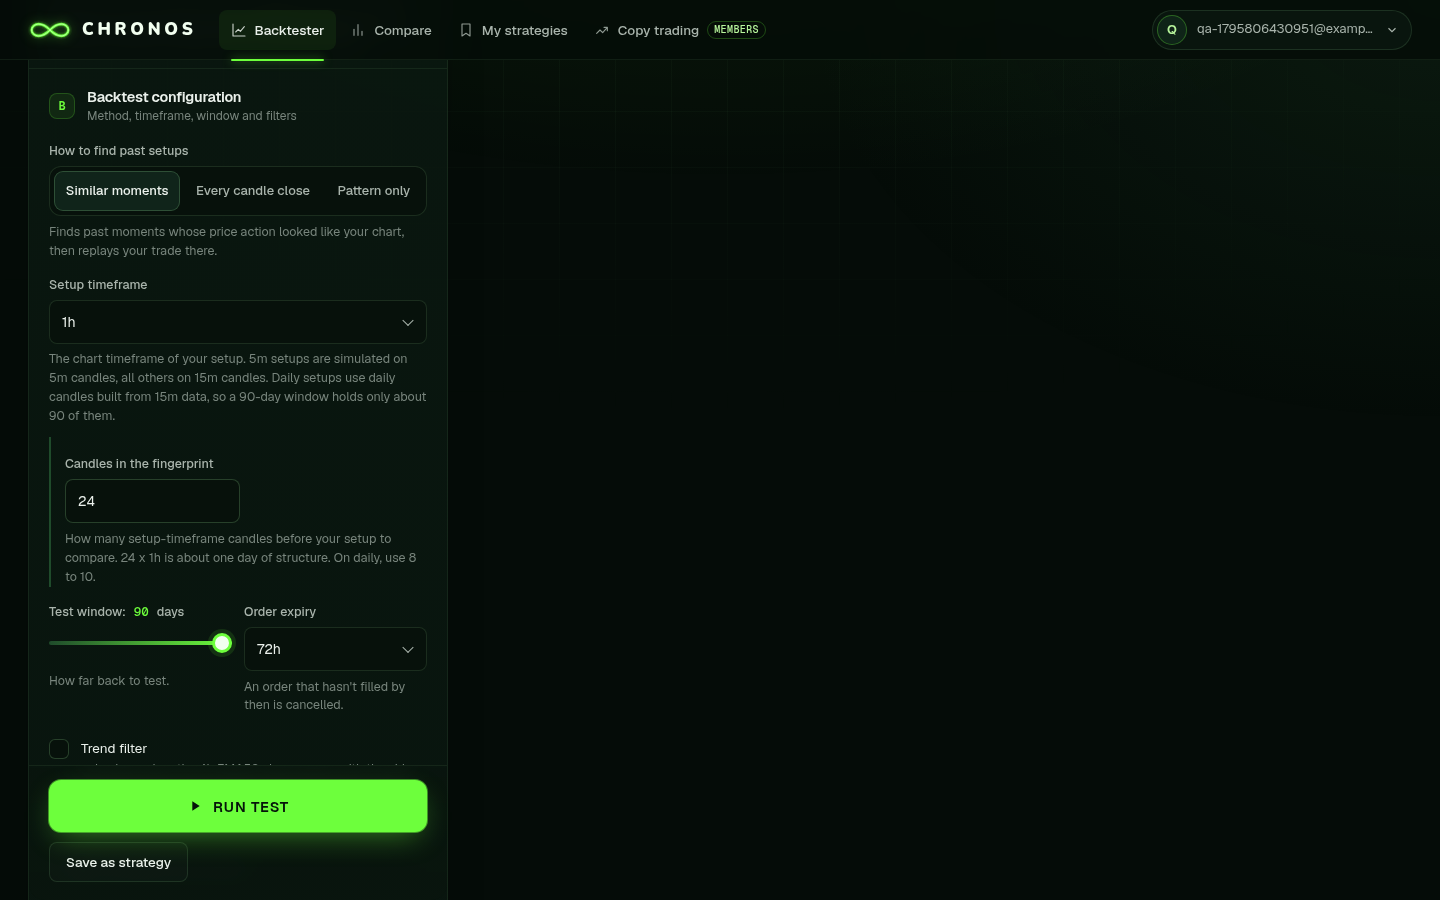 CHRONOS
Backtester
Compare
My strategies
Copy trading
MEMBERS
Q
qa-1795806430951@examp...
B
Backtest configuration
Method, timeframe, window and filters
How to find past setups
Similar moments
Every candle close
Pattern only
Finds past moments whose price action looked like your chart,
then replays your trade there.
Setup timeframe
1h
The chart timeframe of your setup. 5m setups are simulated on
5m candles, all others on 15m candles. Daily setups use daily
candles built from 15m data, so a 90-day window holds only about
90 of them.
Candles in the fingerprint
24
How many setup-timeframe candles before your setup to
compare. 24 x 1h is about one day of structure. On daily, use 8
to 10.
Test window: 90 days
How far back to test.
Order expiry
72h
An order that hasn't filled by
then is cancelled.
Trend filter
RUN TEST
Save as strategy